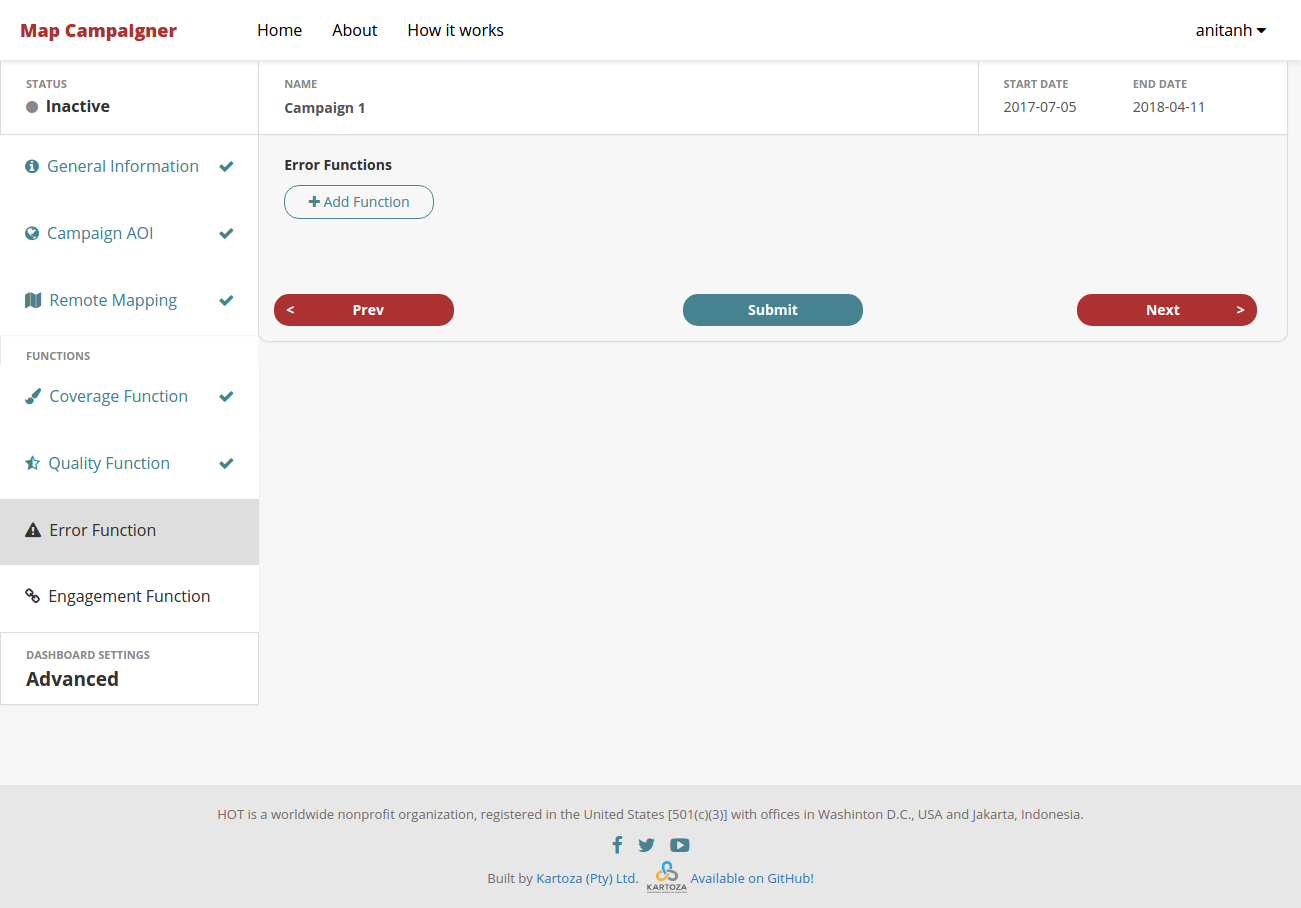 Map Campaigner
Home About How it works
anitanh
STATUS
Inactive
NAME
Campaign 1
START DATE
2017-07-05
END DATE
2018-04-11
General Information
Campaign AOI
Remote Mapping
FUNCTIONS
Coverage Function
Quality Function
Error Function
Engagement Function
DASHBOARD SETTINGS
Advanced
Error Functions
Add Function
< Prev
Submit
Next >
HOT is a worldwide nonprofit organization, registered in the United States [501(c)(3)] with offices in Washinton D.C., USA and Jakarta, Indonesia.
Built by Kartoza (Pty) Ltd. KARTOZA Available on GitHub!